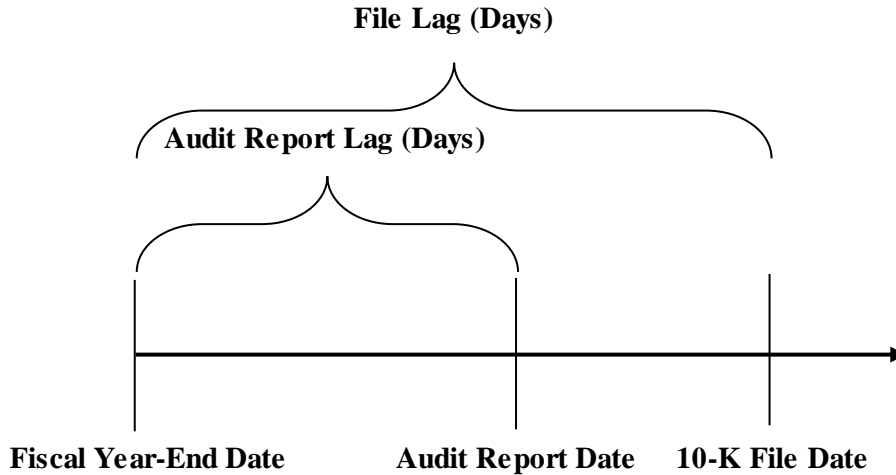 File Lag (Days)
Audit Report Lag (Days)
Fiscal Year-End Date
Audit Report Date
10-K File Date